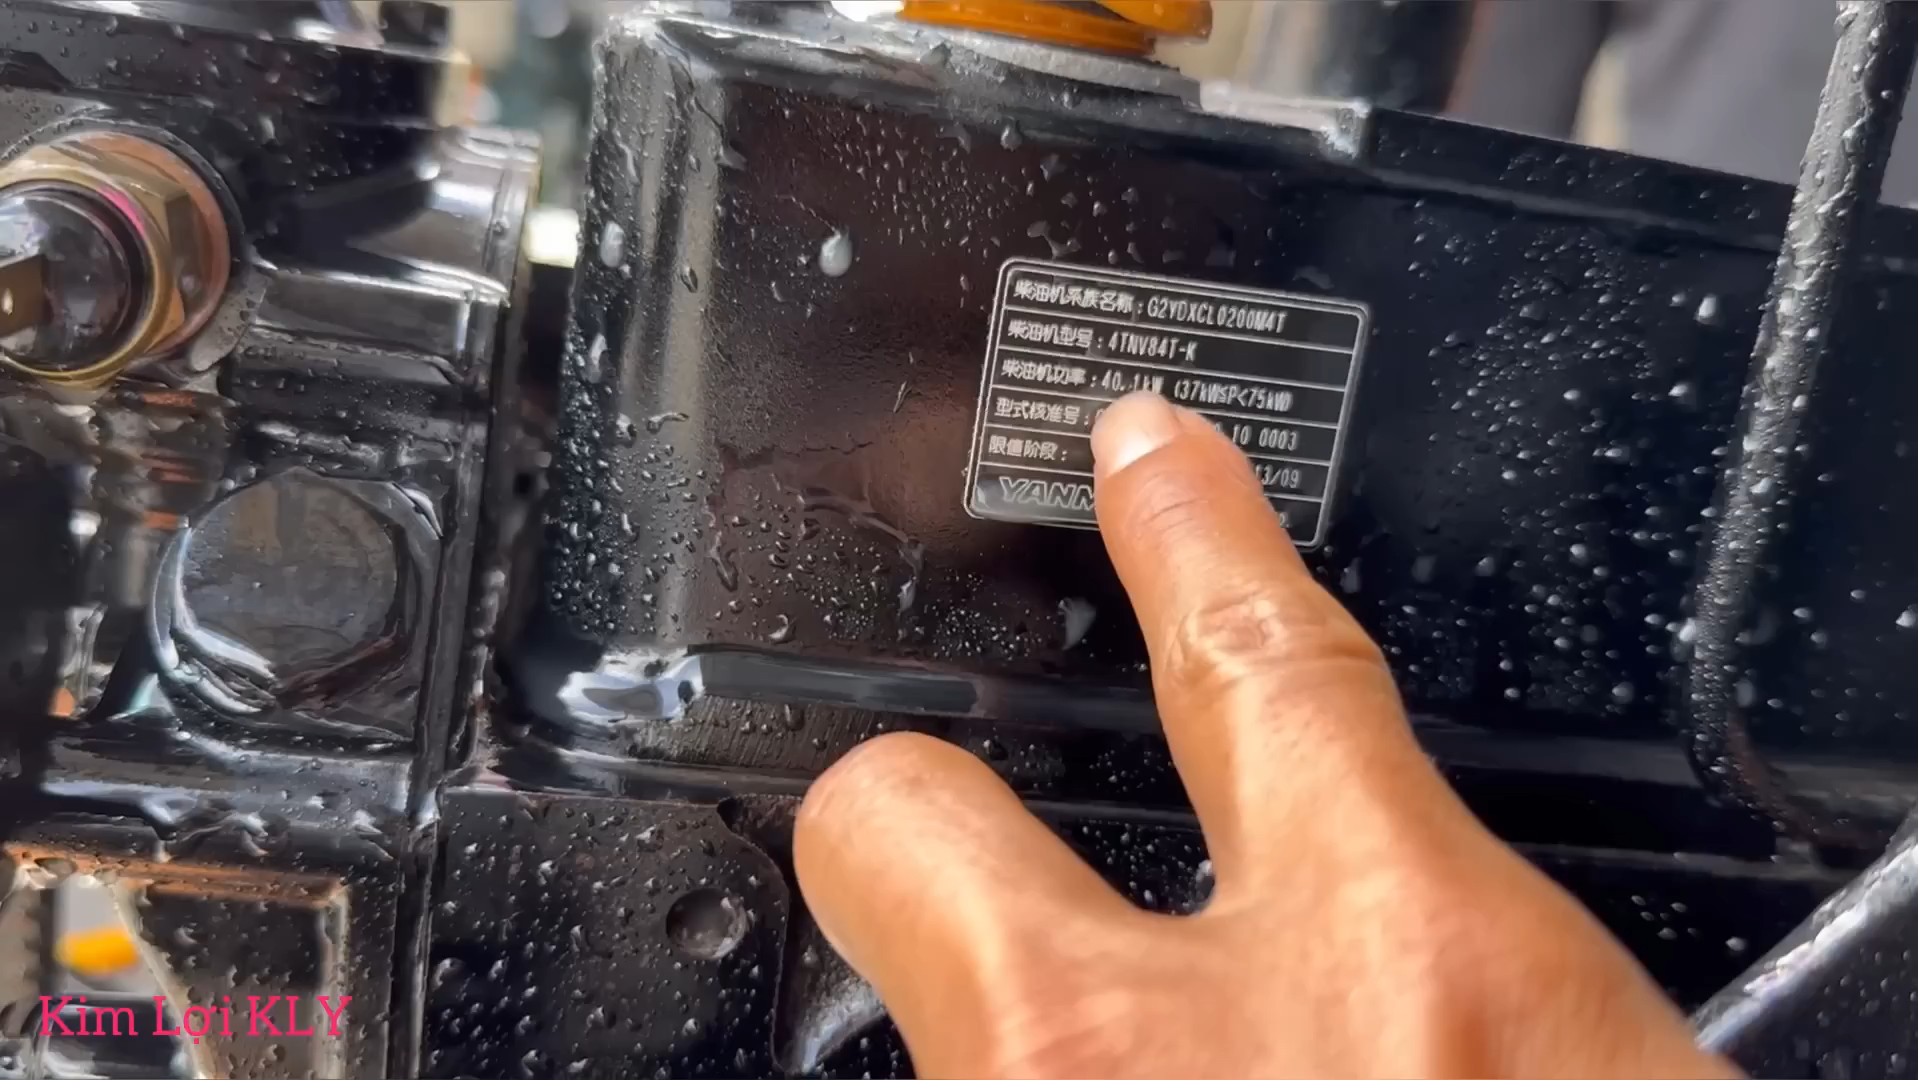 柴油机系族名称：G2YDXCL0200M4T
柴油机型号：4TNV84T-K
柴油机功率：40.1kW (37kW≤P<75kW)
型式核准号： 10 0003
限值阶段： 13/09
YANM
Kim Lợi KLY